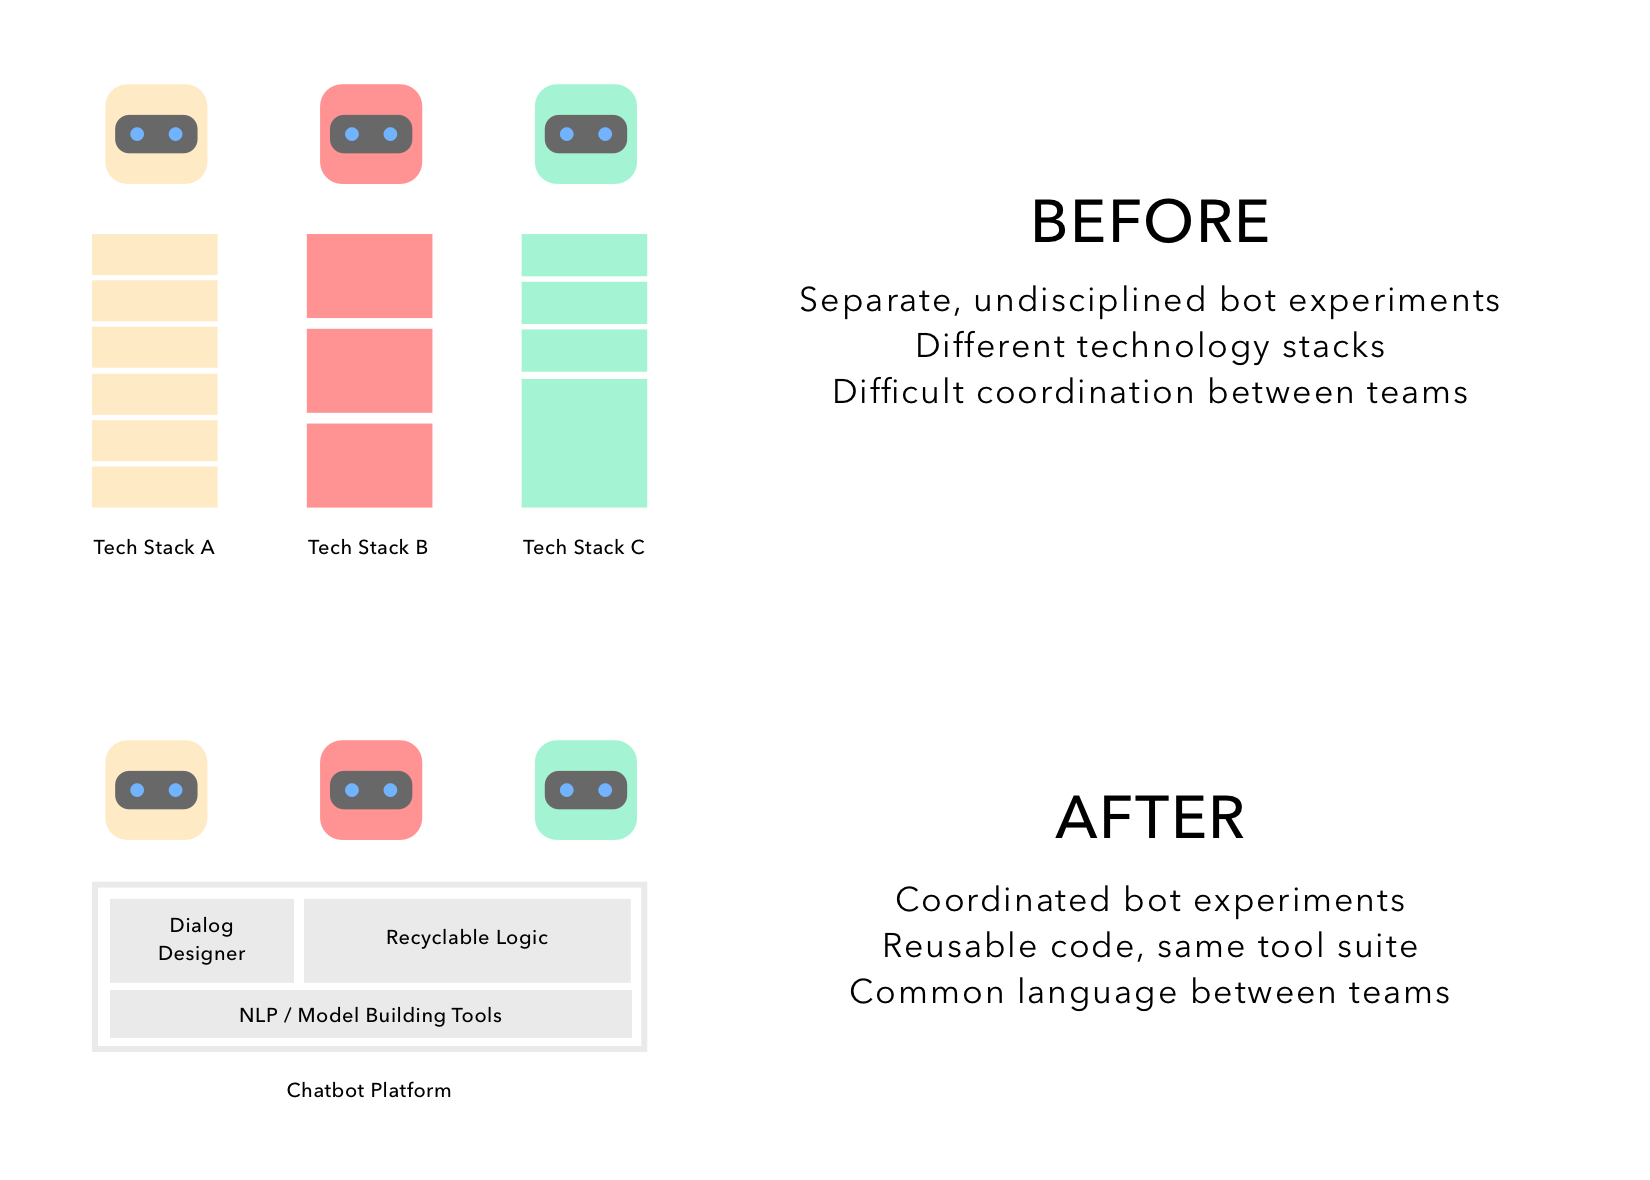 BEFORE
Separate, undisciplined bot experiments
Different technology stacks
Difficult coordination between teams
Tech Stack A
Tech Stack B
Tech Stack C
AFTER
Coordinated bot experiments
Reusable code, same tool suite
Common language between teams
Dialog
Designer
Recyclable Logic
NLP / Model Building Tools
Chatbot Platform